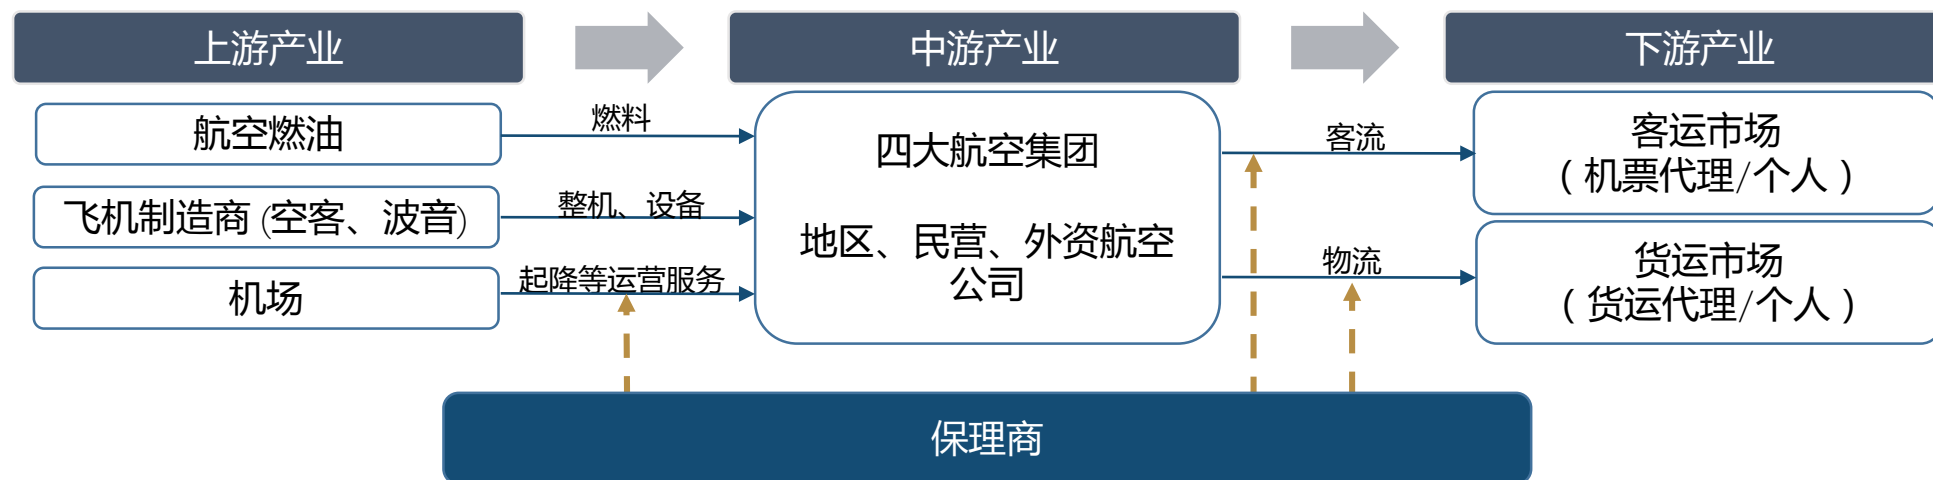 上游产业
中游产业
下游产业
航空燃油
燃料
飞机制造商 (空客、波音)
整机、设备
机场
起降等运营服务
四大航空集团
地区、民营、外资航空
公司
客流
物流
客运市场
（机票代理/个人）
货运市场
（货运代理/个人）
保理商